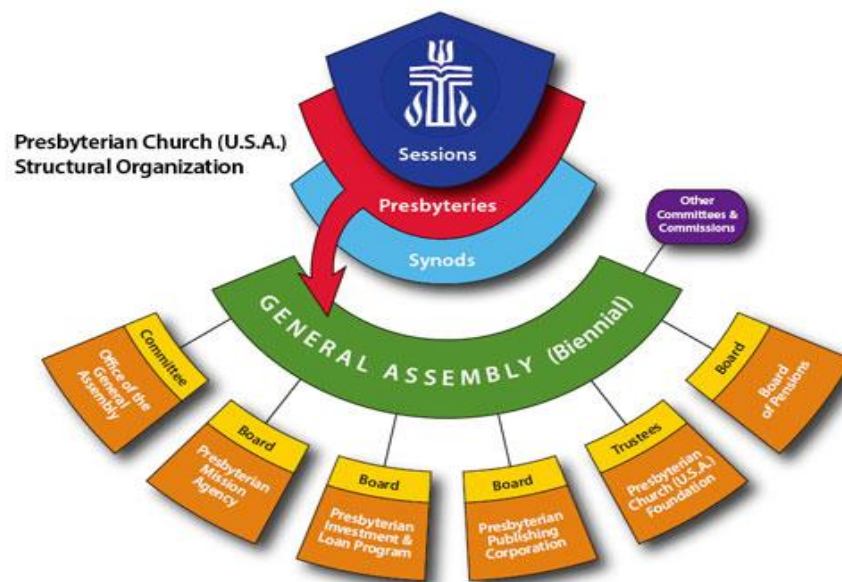 Presbyterian Church (U.S.A.)
Structural Organization
Sessions
Presbyteries
Synods
Other
Committees &
Commissions
GENERAL ASSEMBLY (Biennial)
Committee
Office of the
General
Assembly
Board
Presbyterian
Mission
Agency
Board
Presbyterian
Investment &
Loan Program
Board
Presbyterian
Publishing
Corporation
Trustees
Presbyterian
Church (U.S.A.)
Foundation
Board
Board
of Pensions